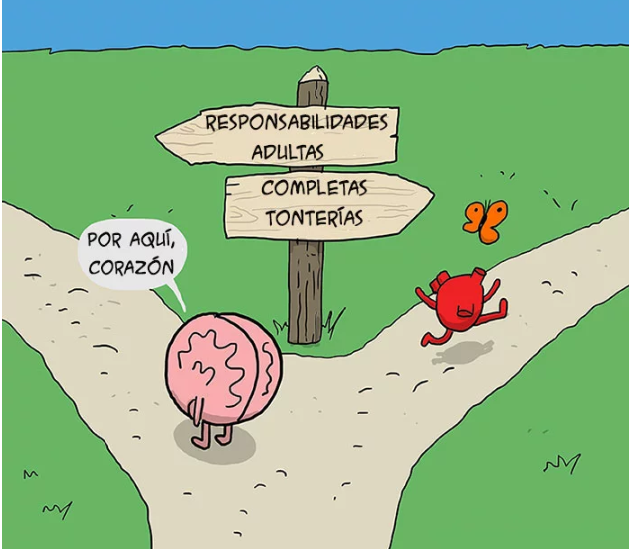 RESPONSABILIDADES
ADULTAS
COMPLETAS
TONTERÍAS
POR AQUÍ,
CORAZÓN